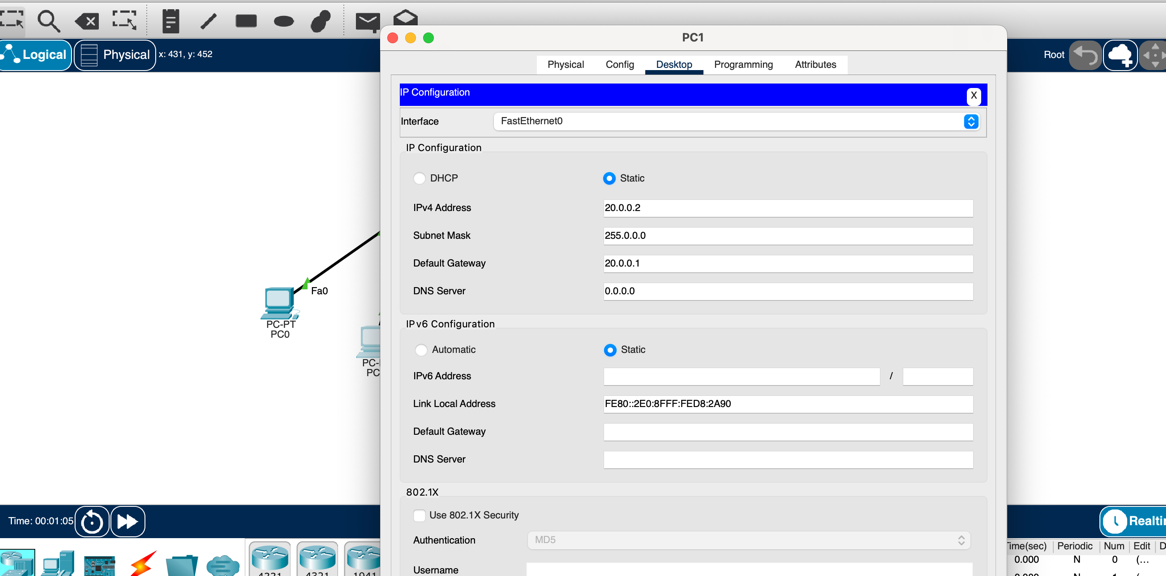 PC1
Logical
Physical x: 431, y: 452
Root
Physical Config Desktop Programming Attributes
IP Configuration
X
Interface FastEthernet0
IP Configuration
DHCP Static
IPv4 Address 20.0.0.2
Subnet Mask 255.0.0.0
Default Gateway 20.0.0.1
DNS Server 0.0.0.0
Fa0
PC-PT
PC0
PC-
PC
IPv6 Configuration
Automatic Static
IPv6 Address /
Link Local Address FE80::2E0:8FFF:FED8:2A90
Default Gateway
DNS Server
802.1X
Use 802.1X Security
Authentication MD5
Username
Time: 00:01:05
Realti
Time(sec) Periodic Num Edit D
0.000 N 0 (...